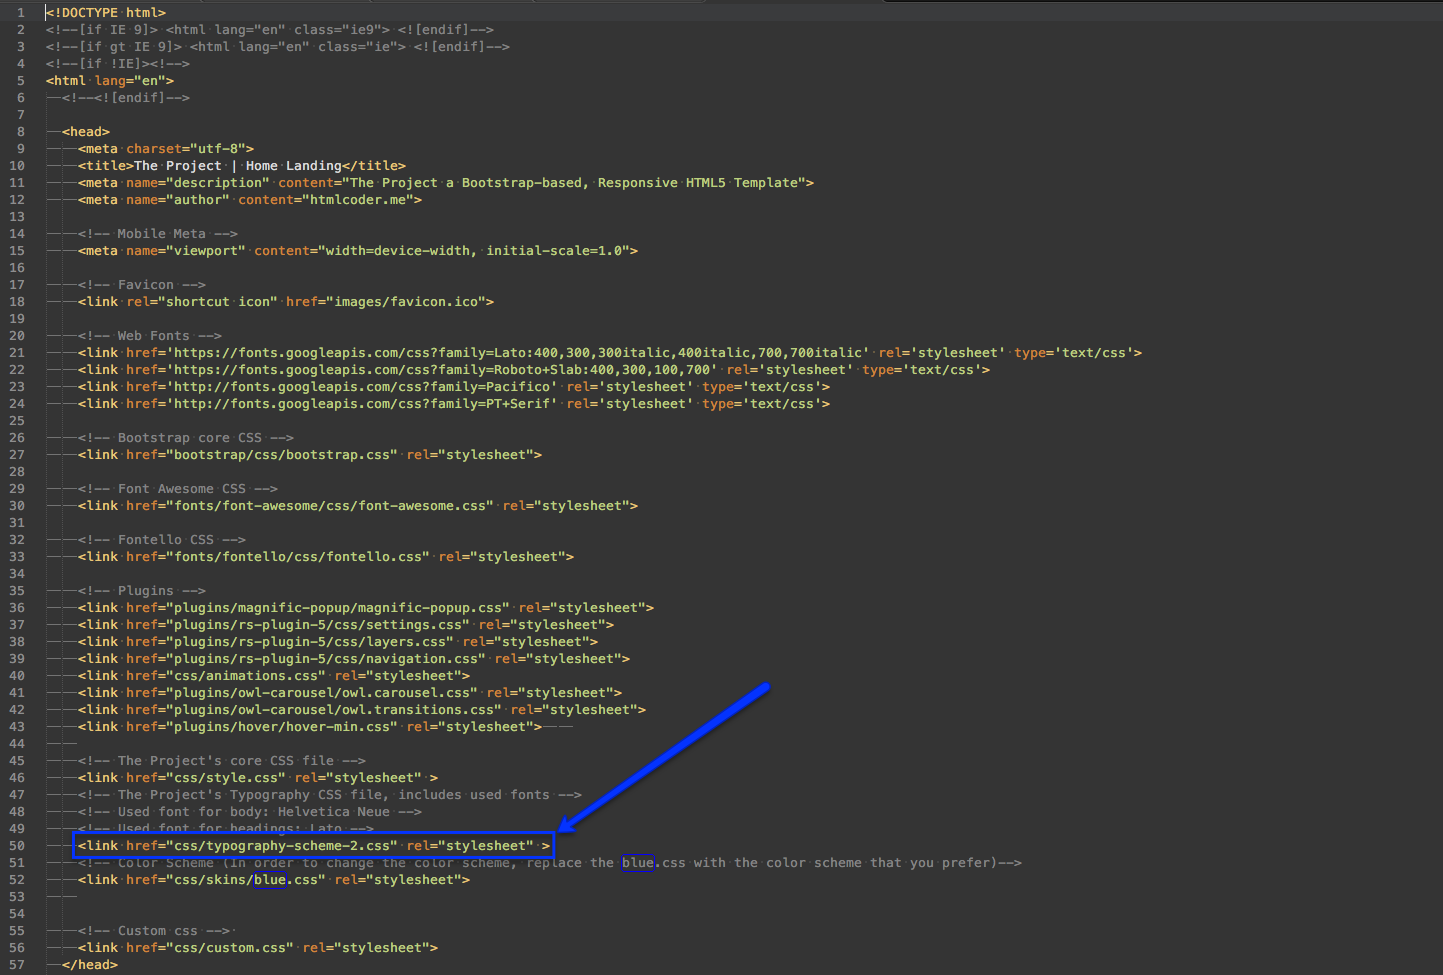 1 <!DOCTYPE html>
2 <!--[if IE 9]> <html lang="en" class="ie9"> <![endif]-->
3 <!--[if gt IE 9]> <html lang="en" class="ie"> <![endif]-->
4 <!--[if !IE]><!-->
5 <html lang="en">
6 <!--<![endif]-->
7
8 <head>
9 <meta charset="utf-8">
10 <title>The Project | Home Landing</title>
11 <meta name="description" content="The Project a Bootstrap-based, Responsive HTML5 Template">
12 <meta name="author" content="htmlcoder.me">
13
14 <!-- Mobile Meta -->
15 <meta name="viewport" content="width=device-width, initial-scale=1.0">
16
17 <!-- Favicon -->
18 <link rel="shortcut icon" href="images/favicon.ico">
19
20 <!-- Web Fonts -->
21 <link href='https://fonts.googleapis.com/css?family=Lato:400,300,300italic,400italic,700,700italic' rel='stylesheet' type='text/css'>
22 <link href='https://fonts.googleapis.com/css?family=Roboto+Slab:400,300,100,700' rel='stylesheet' type='text/css'>
23 <link href='http://fonts.googleapis.com/css?family=Pacifico' rel='stylesheet' type='text/css'>
24 <link href='http://fonts.googleapis.com/css?family=PT+Serif' rel='stylesheet' type='text/css'>
25
26 <!-- Bootstrap core CSS -->
27 <link href="bootstrap/css/bootstrap.css" rel="stylesheet">
28
29 <!-- Font Awesome CSS -->
30 <link href="fonts/font-awesome/css/font-awesome.css" rel="stylesheet">
31
32 <!-- Fontello CSS -->
33 <link href="fonts/fontello/css/fontello.css" rel="stylesheet">
34
35 <!-- Plugins -->
36 <link href="plugins/magnific-popup/magnific-popup.css" rel="stylesheet">
37 <link href="plugins/rs-plugin-5/css/settings.css" rel="stylesheet">
38 <link href="plugins/rs-plugin-5/css/layers.css" rel="stylesheet">
39 <link href="plugins/rs-plugin-5/css/navigation.css" rel="stylesheet">
40 <link href="css/animations.css" rel="stylesheet">
41 <link href="plugins/owl-carousel/owl.carousel.css" rel="stylesheet">
42 <link href="plugins/owl-carousel/owl.transitions.css" rel="stylesheet">
43 <link href="plugins/hover/hover-min.css" rel="stylesheet">
44
45 <!-- The Project's core CSS file -->
46 <link href="css/style.css" rel="stylesheet" >
47 <!-- The Project's Typography CSS file, includes used fonts -->
48 <!-- Used font for body: Helvetica Neue -->
49 <!-- Used font for headings: Lato -->
50 <link href="css/typography-scheme-2.css" rel="stylesheet" >
51 <!-- Color Scheme (In order to change the color scheme, replace the blue.css with the color scheme that you prefer)-->
52 <link href="css/skins/blue.css" rel="stylesheet">
53
54
55 <!-- Custom css -->
56 <link href="css/custom.css" rel="stylesheet">
57 </head>